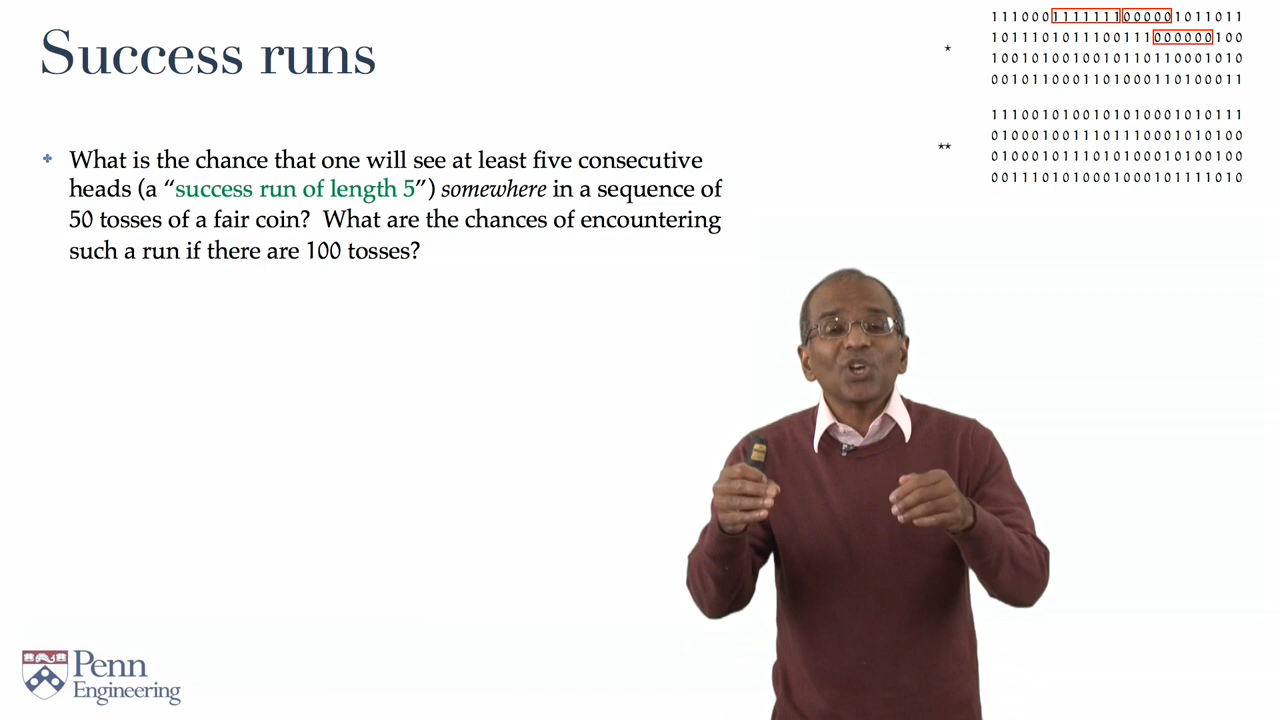 Success runs
What is the chance that one will see at least five consecutive
heads (a “success run of length 5”) somewhere in a sequence of
50 tosses of a fair coin?  What are the chances of encountering
such a run if there are 100 tosses?
*
1 1 1 0 0 0 1 1 1 1 1 1 1 0 0 0 0 0 1 0 1 1 0 1 1
1 0 1 1 1 0 1 0 1 1 1 0 0 1 1 1 0 0 0 0 0 0 1 0 0
1 0 0 1 0 1 0 0 1 0 0 1 0 1 1 0 1 1 0 0 0 1 0 1 0
0 0 1 0 1 1 0 0 0 1 1 0 1 0 0 0 1 1 0 1 0 0 0 1 1
**
1 1 1 0 0 1 0 1 0 0 1 0 1 0 1 0 0 0 1 0 1 0 1 1 1
0 1 0 0 0 1 0 0 1 1 1 0 1 1 1 0 0 0 1 0 1 0 1 0 0
0 1 0 0 0 1 0 1 1 1 0 1 0 1 0 0 0 1 0 1 0 0 1 0 0
0 0 1 1 1 0 1 0 1 0 0 0 1 0 0 0 1 0 1 1 1 1 0 1 0
Penn
Engineering